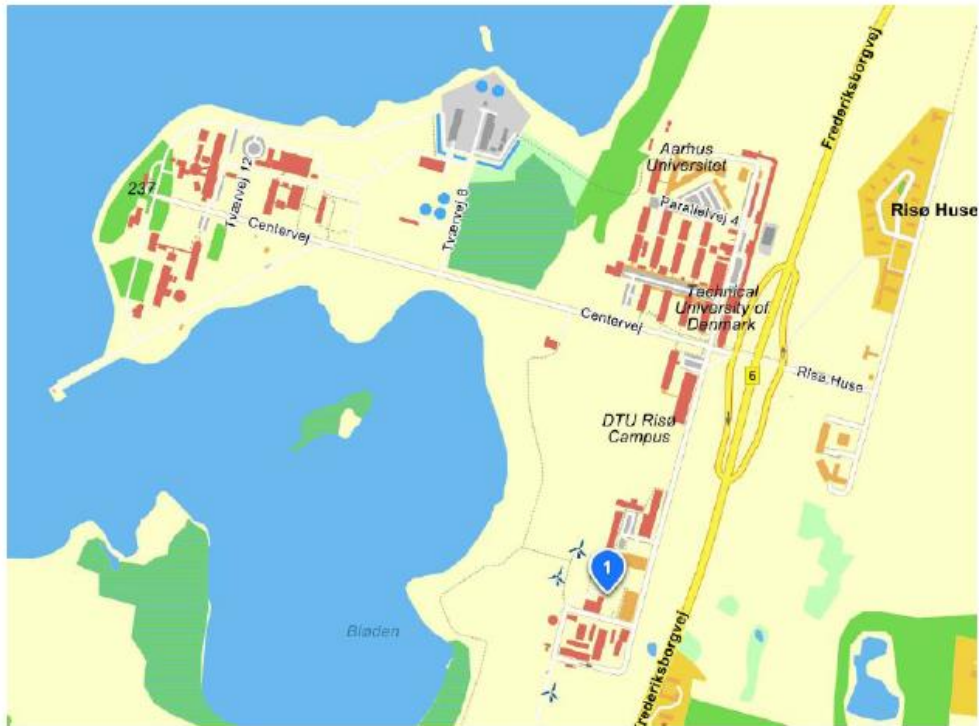 Frederiksborgvej
Aarhus
Universitet
237
Tværvej 12
Parallelvej 4
Risø Huse
Centervej
Tværvej 8
Technical
University of
Denmark
Centervej
6
Risø Huse
DTU Risø
Campus
1
Bløden
Frederiksborgvej